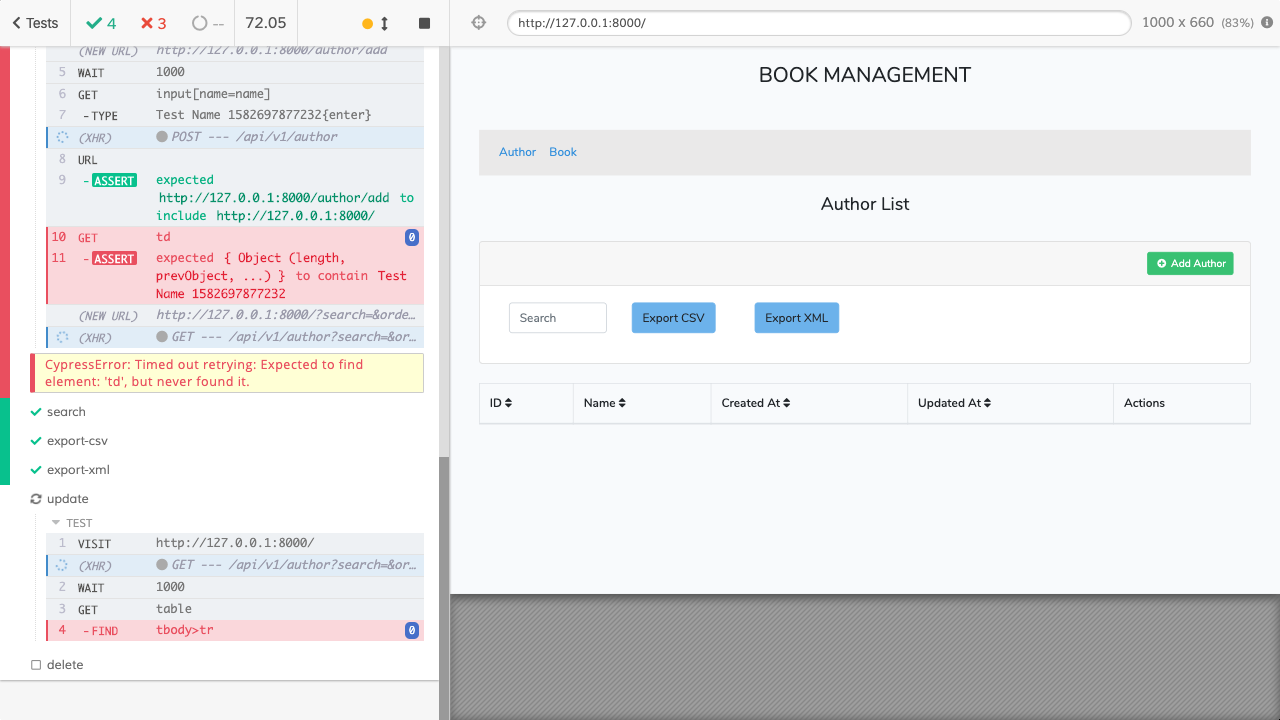 Tests 4 3 -- 72.05
http://127.0.0.1:8000/ 1000 x 660 (83%)
(NEW URL) http://127.0.0.1:8000/author/add
5 WAIT 1000
6 GET input[name=name]
7 -TYPE Test Name 1582697877232{enter}
(XHR) POST --- /api/v1/author
8 URL
9 -ASSERT expected
http://127.0.0.1:8000/author/add to
include http://127.0.0.1:8000/
10 GET td 0
11 -ASSERT expected { Object (length,
prevObject, ...) } to contain Test
Name 1582697877232
(NEW URL) http://127.0.0.1:8000/?search=&orde…
(XHR) GET --- /api/v1/author?search=&or…
CypressError: Timed out retrying: Expected to find
element: 'td', but never found it.
search
export-csv
export-xml
update
TEST
1 VISIT http://127.0.0.1:8000/
(XHR) GET --- /api/v1/author?search=&or…
2 WAIT 1000
3 GET table
4 -FIND tbody>tr 0
delete
BOOK MANAGEMENT
Author Book
Author List
Add Author
Search Export CSV Export XML
ID Name Created At Updated At Actions